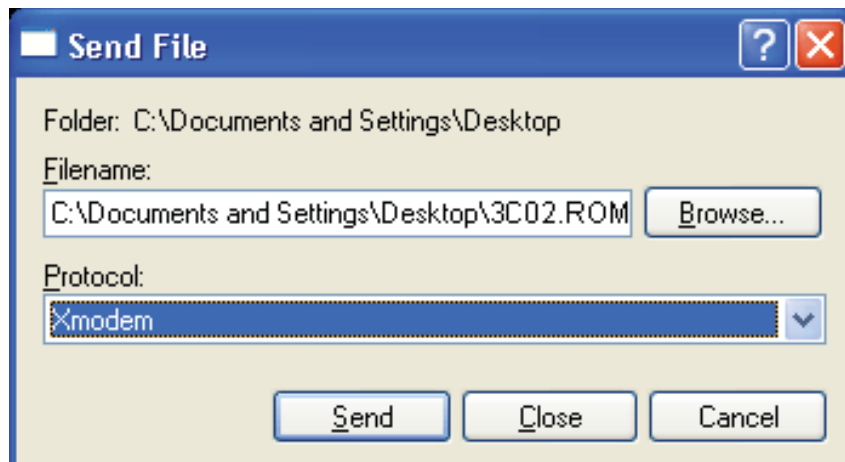 Send File
Folder: C:\Documents and Settings\Desktop
Filename:
C:\Documents and Settings\Desktop\3C02.ROM Browse...
Protocol:
Xmodem
Send Close Cancel